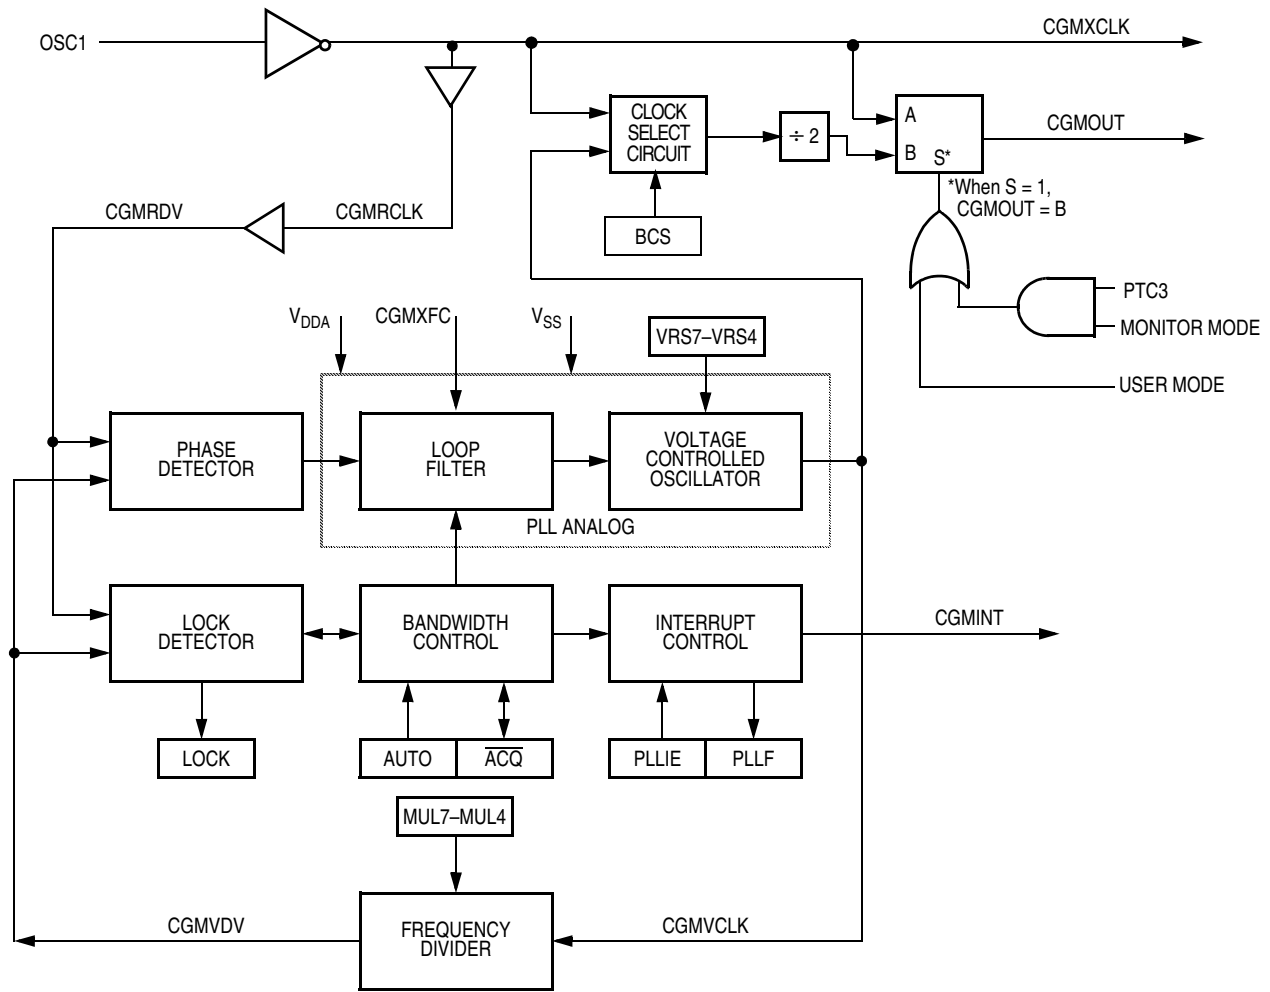 OSC1
CGMXCLK
CLOCK
SELECT
CIRCUIT
÷ 2
A
B
S*
CGMOUT
*When S = 1,
CGMOUT = B
CGMRDV
CGMRCLK
BCS
PTC3
MONITOR MODE
USER MODE
VDDA
CGMXFC
VSS
VRS7–VRS4
PHASE
DETECTOR
LOOP
FILTER
VOLTAGE
CONTROLLED
OSCILLATOR
PLL ANALOG
LOCK
DETECTOR
BANDWIDTH
CONTROL
INTERRUPT
CONTROL
CGMINT
LOCK
AUTO
ACQ
PLLIE
PLLF
MUL7–MUL4
CGMVDV
FREQUENCY
DIVIDER
CGMVCLK